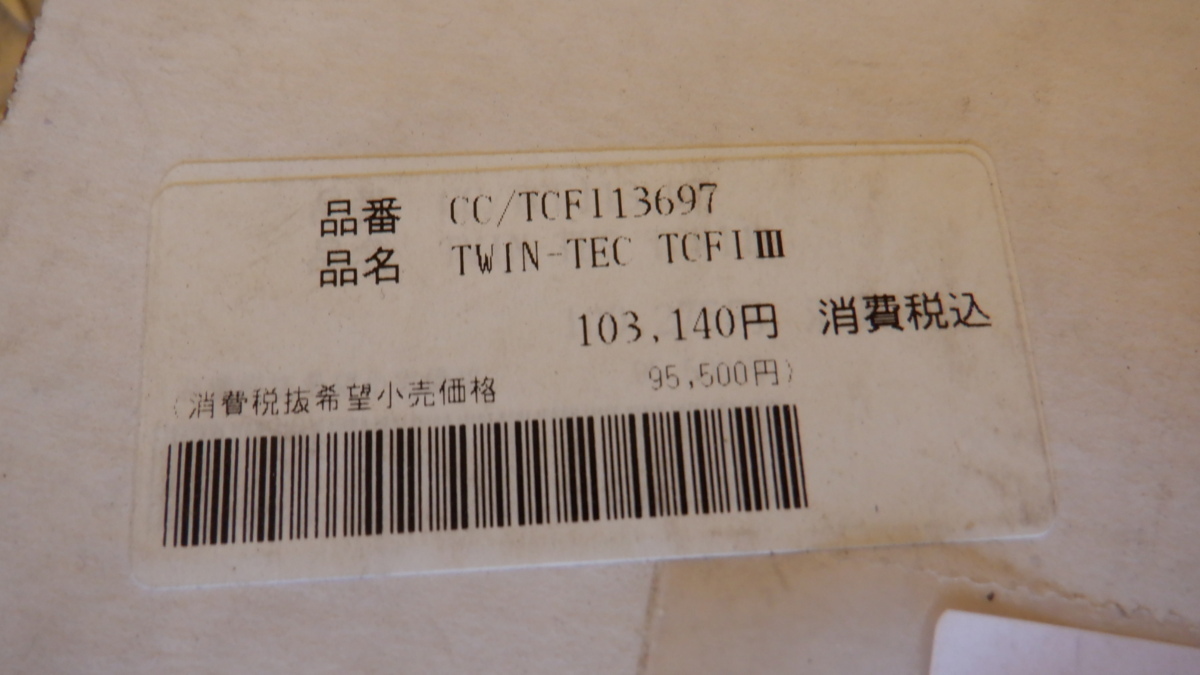 品番 CC/TCFI13697
品名 TWIN-TEC TCFIⅢ
103,140円 消費税込
(消費税抜希望小売価格 95,500円)